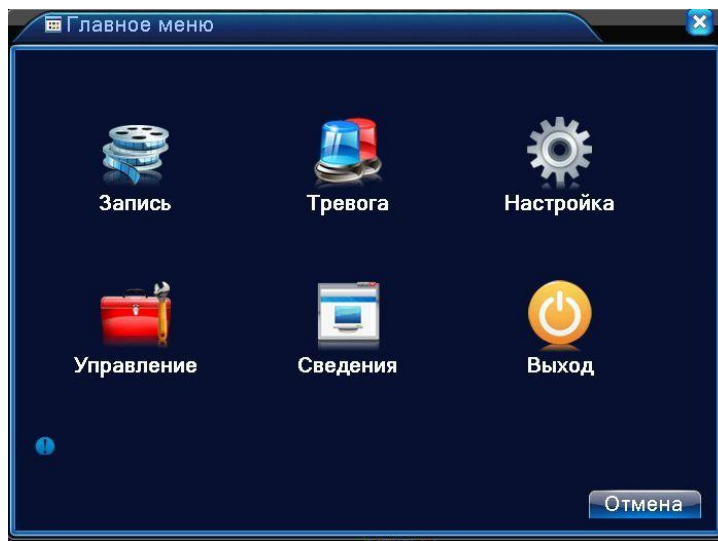 Главное меню
Запись Тревога Настройка
Управление Сведения Выход
Отмена